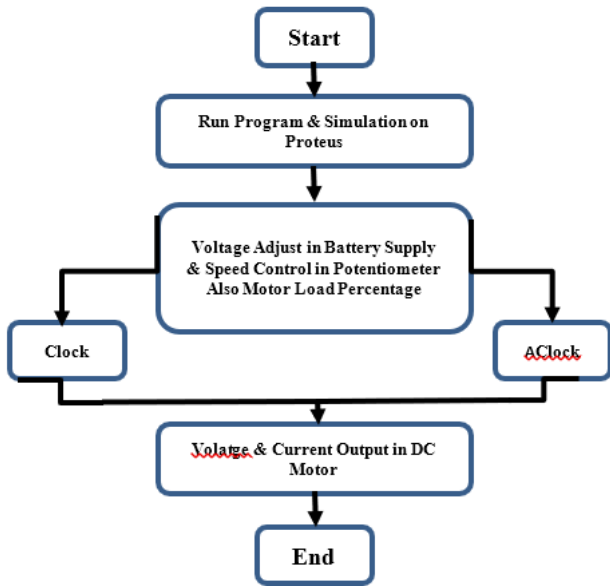 Start
Run Program & Simulation on
Proteus
Voltage Adjust in Battery Supply
& Speed Control in Potentiometer
Also Motor Load Percentage
Clock
AClock
Volatge & Current Output in DC
Motor
End